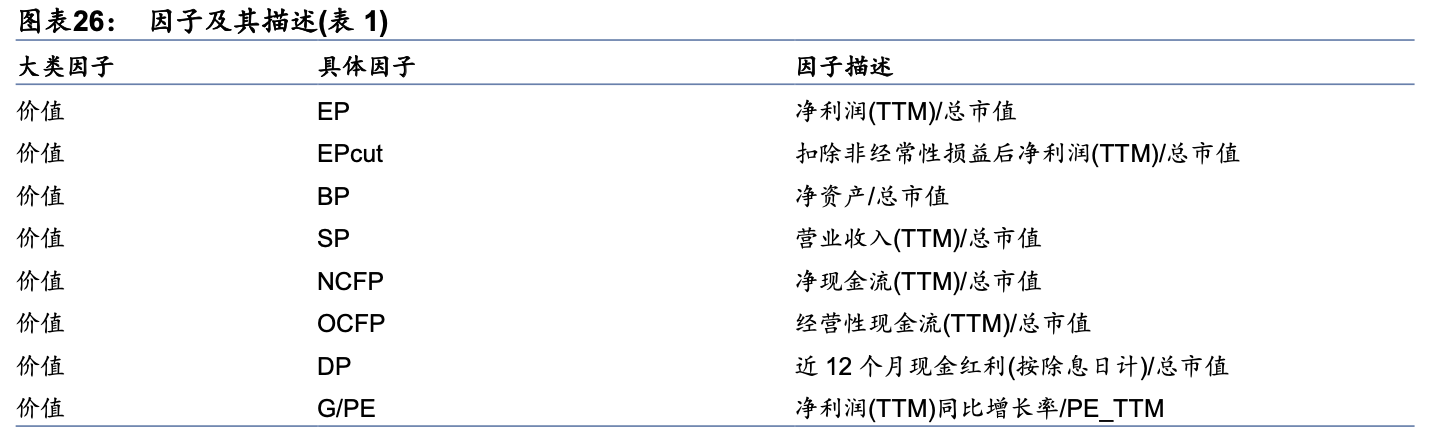 图表26： 因子及其描述(表 1)
大类因子 具体因子 因子描述
价值 EP 净利润(TTM)/总市值
价值 EPcut 扣除非经常性损益后净利润(TTM)/总市值
价值 BP 净资产/总市值
价值 SP 营业收入(TTM)/总市值
价值 NCFP 净现金流(TTM)/总市值
价值 OCFP 经营性现金流(TTM)/总市值
价值 DP 近 12 个月现金红利(按除息日计)/总市值
价值 G/PE 净利润(TTM)同比增长率/PE_TTM